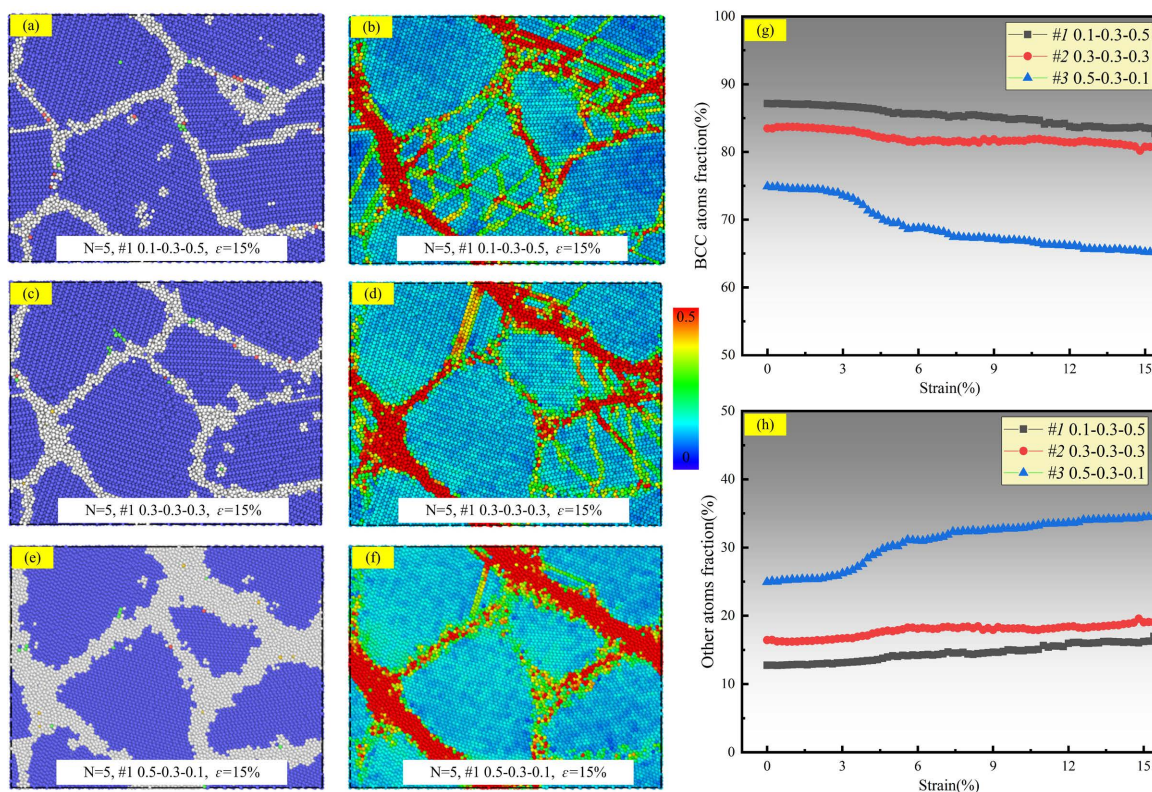 (a)
N=5, #1 0.1-0.3-0.5, ε=15%
(b)
N=5, #1 0.1-0.3-0.5, ε=15%
(c)
N=5, #1 0.3-0.3-0.3, ε=15%
(d)
N=5, #1 0.3-0.3-0.3, ε=15%
0.5
0
(e)
N=5, #1 0.5-0.3-0.1, ε=15%
(f)
N=5, #1 0.5-0.3-0.1, ε=15%
(g)
#1 0.1-0.3-0.5
#2 0.3-0.3-0.3
#3 0.5-0.3-0.1
BCC atoms fraction(%)
100
90
80
70
60
50
0 3 6 9 12 15
Strain(%)
(h)
#1 0.1-0.3-0.5
#2 0.3-0.3-0.3
#3 0.5-0.3-0.1
Other atoms fraction(%)
50
40
30
20
10
0
0 3 6 9 12 15
Strain(%)